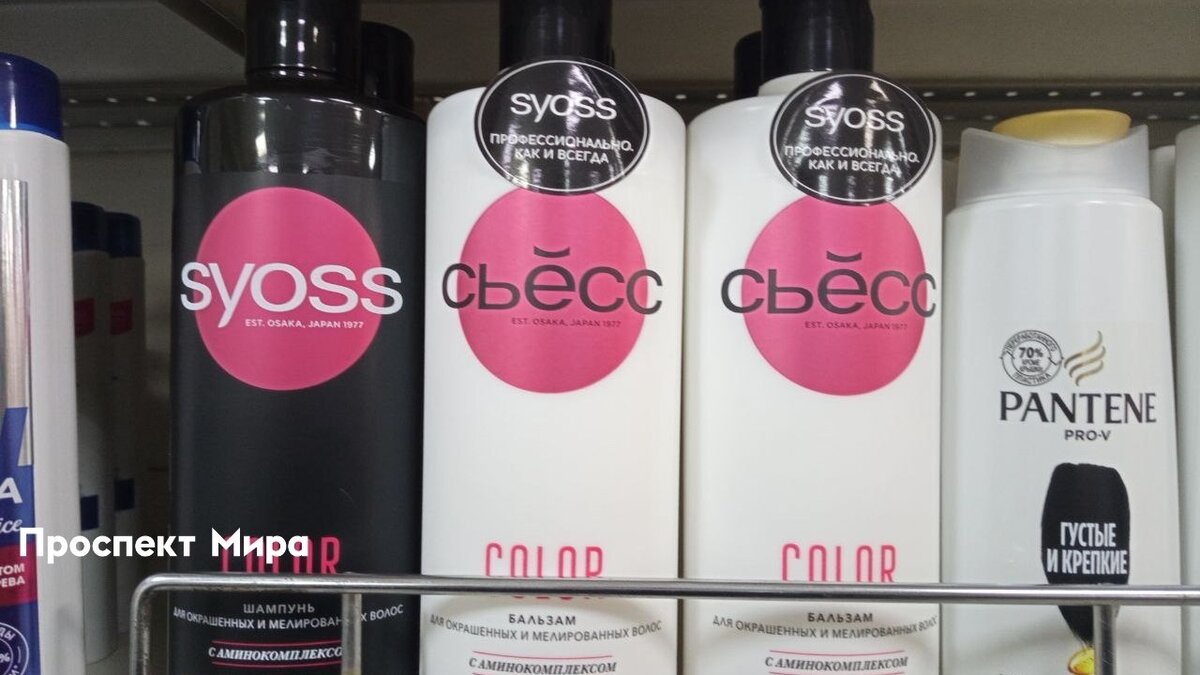 syoss
EST. OSAKA, JAPAN 1977
COLOR
ШАМПУНЬ
ДЛЯ ОКРАШЕННЫХ И МЕЛИРОВАННЫХ ВОЛОС
С АМИНОКОМПЛЕКСОМ
syoss
ПРОФЕССИОНАЛЬНО.
КАК И ВСЕГДА
сьĕсс
EST. OSAKA, JAPAN 1977
COLOR
БАЛЬЗАМ
ДЛЯ ОКРАШЕННЫХ И МЕЛИРОВАННЫХ ВОЛОС
С АМИНОКОМПЛЕКСОМ
syoss
ПРОФЕССИОНАЛЬНО.
КАК И ВСЕГДА
сьĕсс
EST. OSAKA, JAPAN 1977
COLOR
БАЛЬЗАМ
ДЛЯ ОКРАШЕННЫХ И МЕЛИРОВАННЫХ ВОЛОС
С АМИНОКОМПЛЕКСОМ
70%
PANTENE
PRO-V
ГУСТЫЕ
И КРЕПКИЕ
Проспект Мира